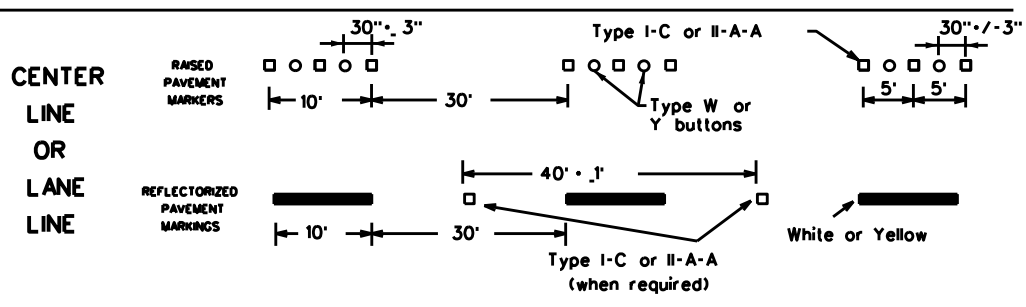 30"·_ 3"
Type I-C or II-A-A
30"·/-3"
CENTER
LINE
OR
LANE
LINE
RAISED
PAVEMENT
MARKERS
10'
30'
Type W or
Y buttons
5'
5'
40' · _1'
REFLECTORIZED
PAVEMENT
MARKINGS
10'
30'
Type I-C or II-A-A
(when required)
White or Yellow